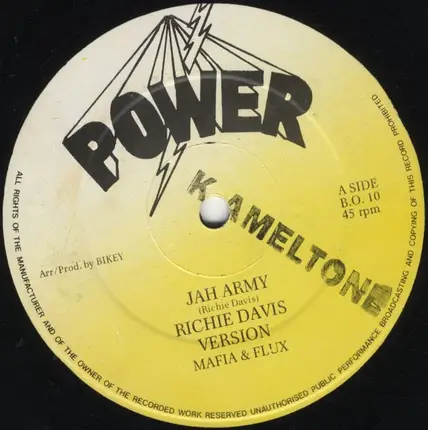 POWER
K AMELTONE
A SIDE
B.O. 10
45 rpm
Arr/Prod. by BIKEY
JAH ARMY
(Richie Davis)
RICHIE DAVIS
VERSION
MAFIA & FLUX
ALL RIGHTS OF THE MANUFACTURER AND OF THE OWNER OF THE RECORDED WORK RESERVED UNAUTHORISED PUBLIC PERFORMANCE BROADCASTING AND COPYING OF THIS RECORD PROHIBITED